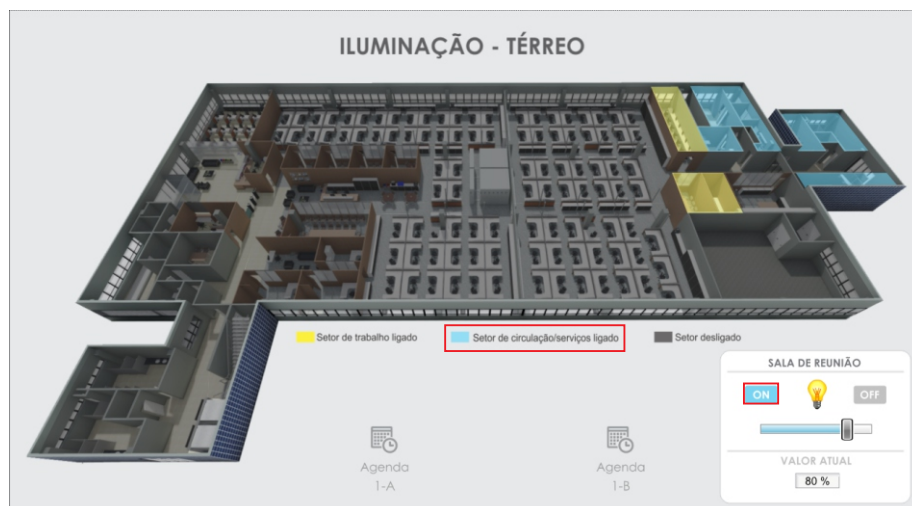 ILUMINAÇÃO - TÉRREO
Setor de trabalho ligado
Setor de circulação/serviços ligado
Setor desligado
SALA DE REUNIÃO
ON
OFF
VALOR ATUAL
80 %
Agenda
1-A
Agenda
1-B